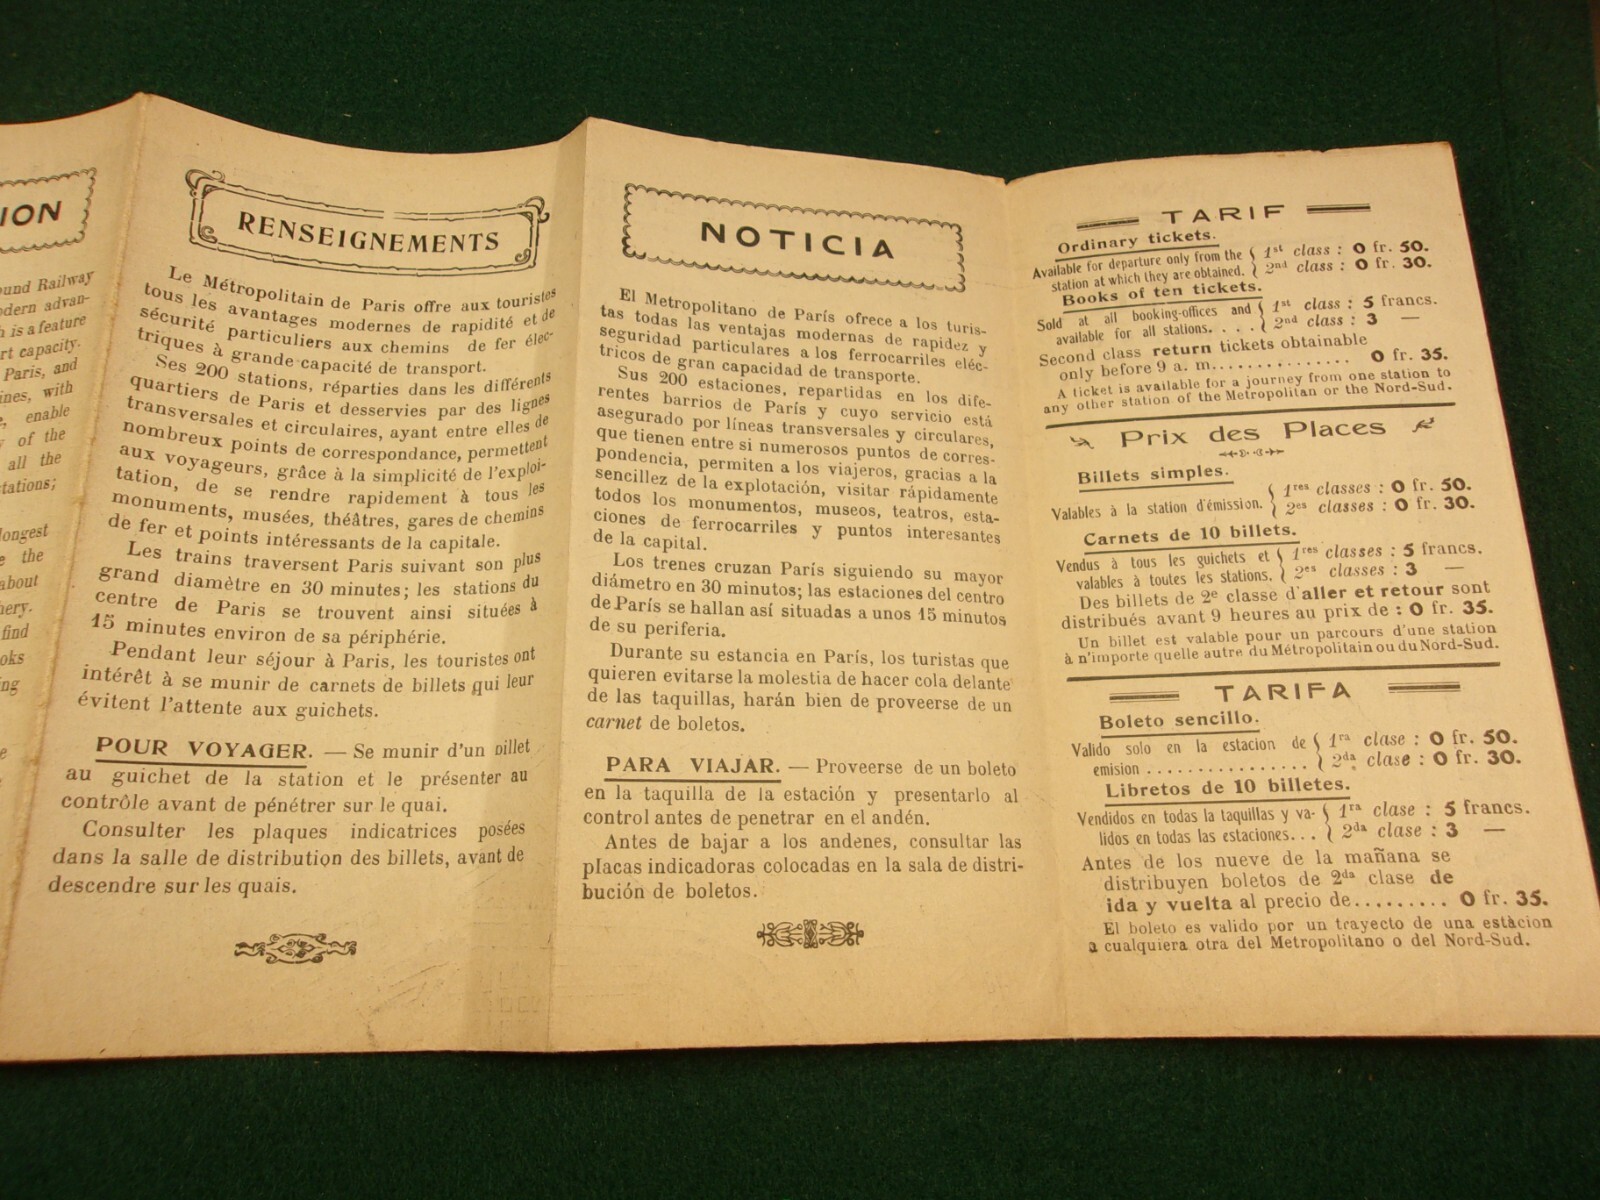 ION
und Railway
dern advan-
h is a feature
rt capacity.
Paris, and
ines, with
e, enable
y of the
all the
tations;
longest
e the
about
nery.
find
oks
ng
e
RENSEIGNEMENTS
Le Métropolitain de Paris offre aux touristes
tous les avantages modernes de rapidité et de
sécurité particuliers aux chemins de fer élec-
triques à grande capacité de transport.
Ses 200 stations, réparties dans les différents
quartiers de Paris et desservies par des lignes
transversales et circulaires, ayant entre elles de
nombreux points de correspondance, permettent
aux voyageurs, grâce à la simplicité de l'exploi-
tation, de se rendre rapidement à tous les
monuments, musées, théâtres, gares de chemins
de fer et points intéressants de la capitale.
Les trains traversent Paris suivant son plus
grand diamètre en 30 minutes; les stations du
centre de Paris se trouvent ainsi situées à
15 minutes environ de sa périphérie.
Pendant leur séjour à Paris, les touristes ont
intérêt à se munir de carnets de billets qui leur
évitent l'attente aux guichets.
POUR VOYAGER. — Se munir d'un billet
au guichet de la station et le présenter au
contrôle avant de pénétrer sur le quai.
Consulter les plaques indicatrices posées
dans la salle de distribution des billets, avant de
descendre sur les quais.
NOTICIA
El Metropolitano de París ofrece a los turis-
tas todas las ventajas modernas de rapidez y
seguridad particulares a los ferrocarriles eléc-
tricos de gran capacidad de transporte.
Sus 200 estaciones, repartidas en los dife-
rentes barrios de París y cuyo servicio está
asegurado por líneas transversales y circulares,
que tienen entre si numerosos puntos de corres-
pondencia, permiten a los viajeros, gracias a la
sencillez de la explotación, visitar rápidamente
todos los monumentos, museos, teatros, esta-
ciones de ferrocarriles y puntos interesantes
de la capital.
Los trenes cruzan París siguiendo su mayor
diámetro en 30 minutos; las estaciones del centro
de París se hallan así situadas a unos 15 minutos
de su periferia.
Durante su estancia en París, los turistas que
quieren evitarse la molestia de hacer cola delante
de las taquillas, harán bien de proveerse de un
carnet de boletos.
PARA VIAJAR. — Proveerse de un boleto
en la taquilla de la estación y presentarlo al
control antes de penetrar en el andén.
Antes de bajar a los andenes, consultar las
placas indicadoras colocadas en la sala de distri-
bución de boletos.
TARIF
Ordinary tickets.
Available for departure only from the { 1st class : 0 fr. 50.
station at which they are obtained. { 2nd class : 0 fr. 30.
Books of ten tickets.
Sold at all booking-offices and { 1st class : 5 francs.
available for all stations. . . . { 2nd class : 3 —
Second class return tickets obtainable
only before 9 a. m. . . . . . . . . . . . 0 fr. 35.
A ticket is available for a journey from one station to
any other station of the Metropolitan or the Nord-Sud.
Prix des Places
Billets simples.
Valables à la station d'émission. { 1res classes : 0 fr. 50.
{ 2es classes : 0 fr. 30.
Carnets de 10 billets.
Vendus à tous les guichets et { 1res classes : 5 francs.
valables à toutes les stations. { 2es classes : 3 —
Des billets de 2e classe d'aller et retour sont
distribués avant 9 heures au prix de : 0 fr. 35.
Un billet est valable pour un parcours d'une station
à n'importe quelle autre du Métropolitain ou du Nord-Sud.
TARIFA
Boleto sencillo.
Valido solo en la estacion de { 1ra clase : 0 fr. 50.
emision . . . . . . . . . . . . . . . . { 2da clase : 0 fr. 30.
Libretos de 10 billetes.
Vendidos en todas la taquillas y va- { 1ra clase : 5 francs.
lidos en todas las estaciones. . . { 2da clase : 3 —
Antes de los nueve de la mañana se
distribuyen boletos de 2da clase de
ida y vuelta al precio de . . . . . . . . . 0 fr. 35.
El boleto es valido por un trayecto de una estàcion
a cualquiera otra del Metropolitano o del Nord-Sud.